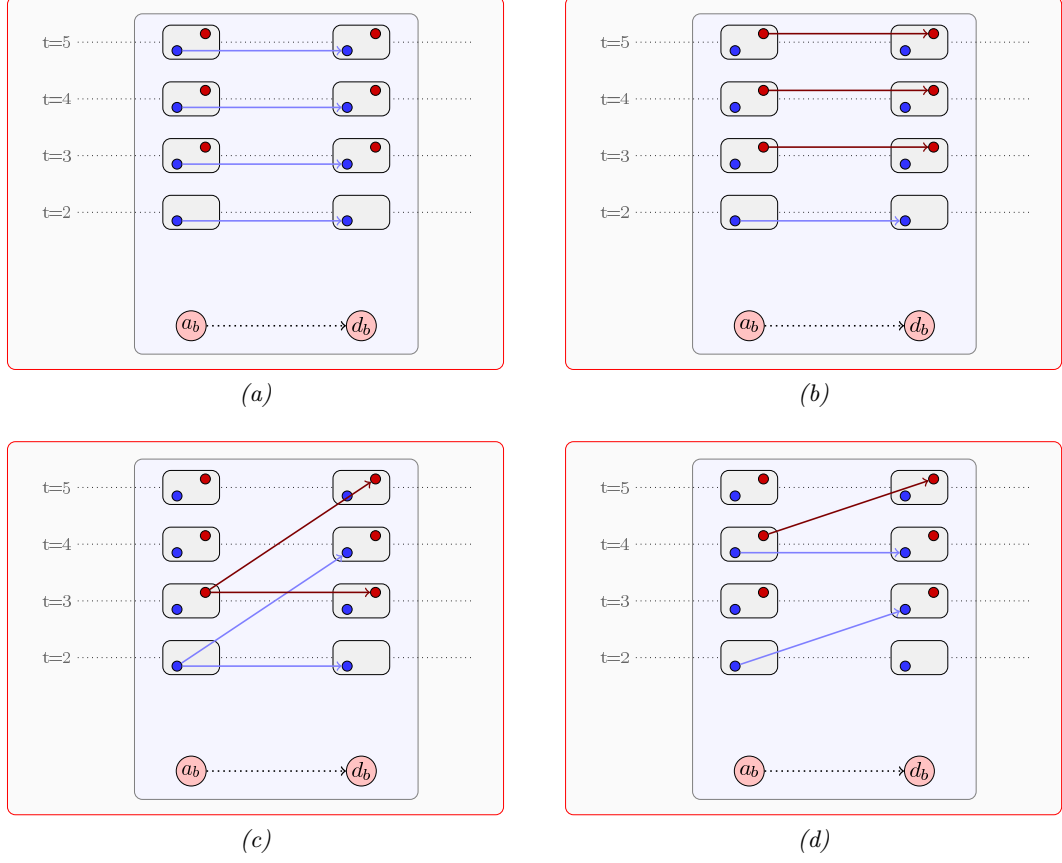 t=5
t=4
t=3
t=2
a_b d_b
(a)
t=5
t=4
t=3
t=2
a_b d_b
(b)
t=5
t=4
t=3
t=2
a_b d_b
(c)
t=5
t=4
t=3
t=2
a_b d_b
(d)